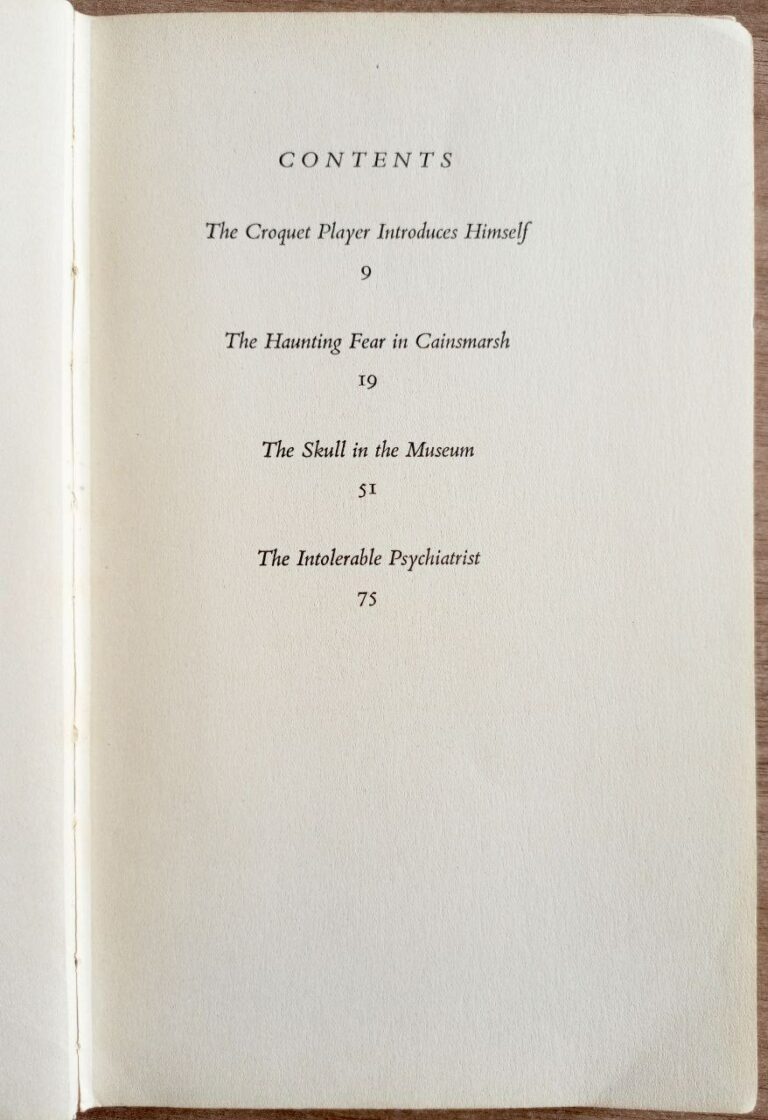 CONTENTS
The Croquet Player Introduces Himself
9
The Haunting Fear in Cainsmarsh
19
The Skull in the Museum
51
The Intolerable Psychiatrist
75